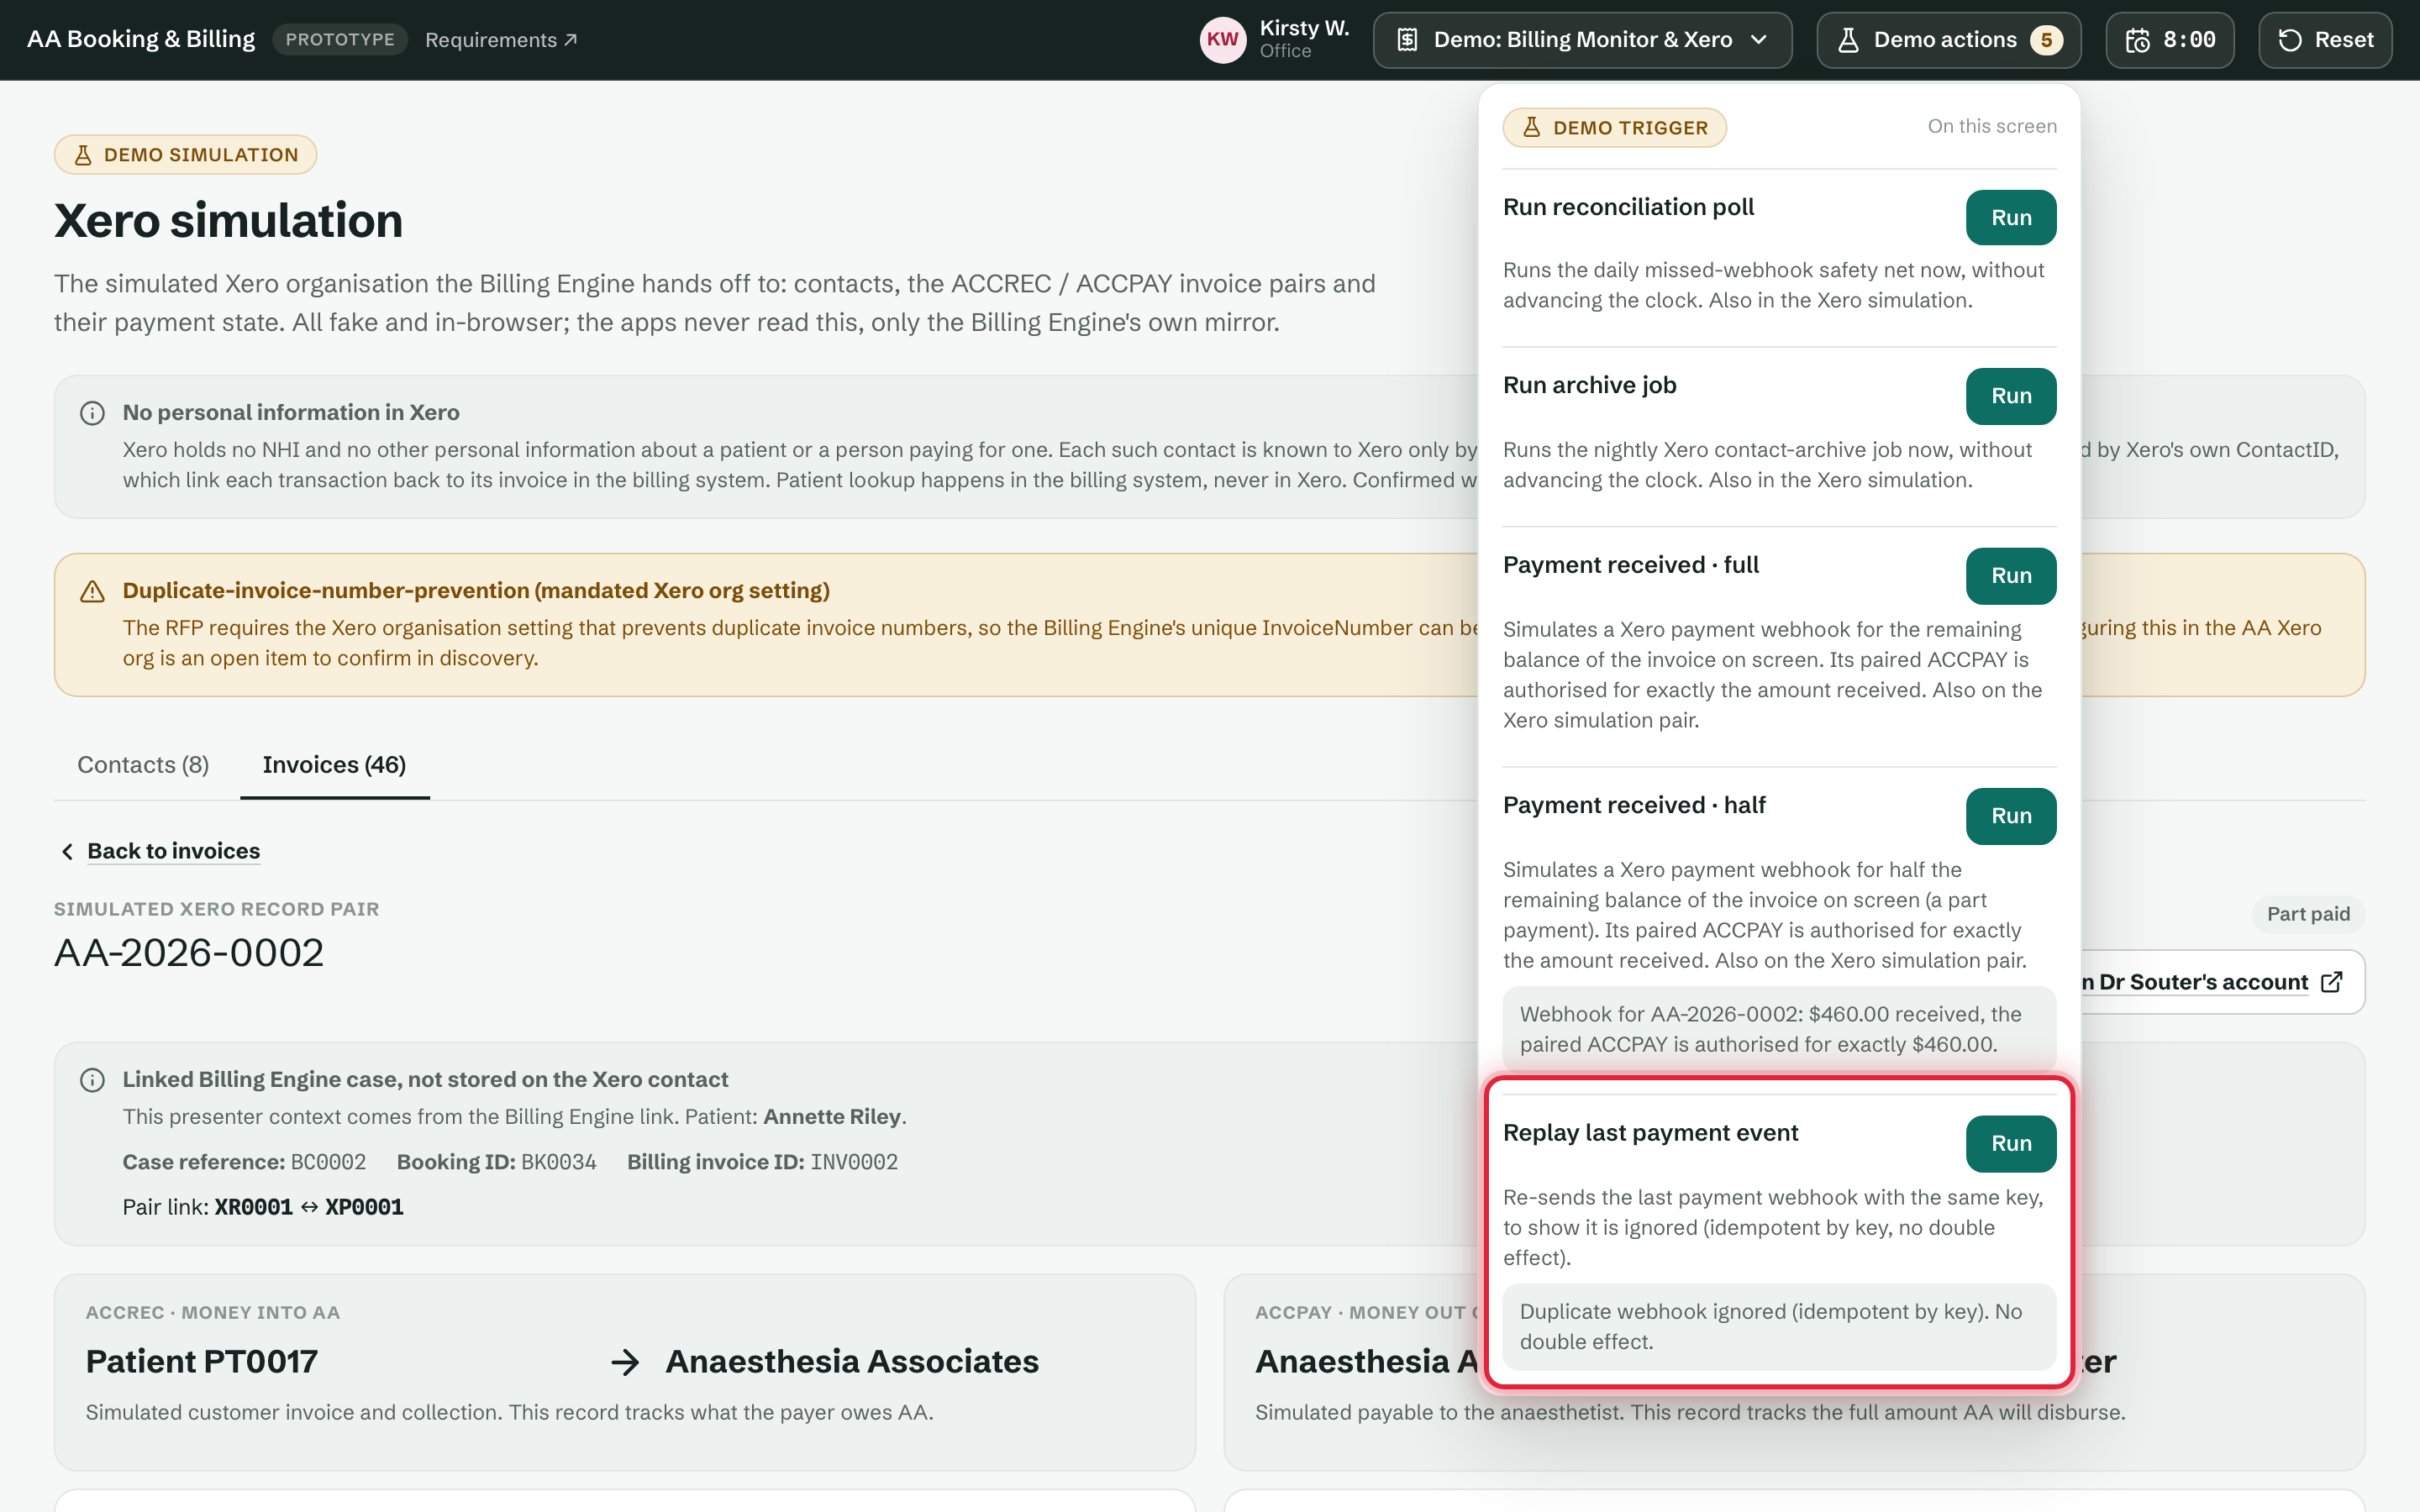 AA Booking & Billing
PROTOTYPE
Requirements ↗
KW
Kirsty W.
Office
Demo: Billing Monitor & Xero
Demo actions 5
8:00
Reset
DEMO SIMULATION
Xero simulation
The simulated Xero organisation the Billing Engine hands off to: contacts, the ACCREC / ACCPAY invoice pairs and
their payment state. All fake and in-browser; the apps never read this, only the Billing Engine's own mirror.
No personal information in Xero
Xero holds no NHI and no other personal information about a patient or a person paying for one. Each such contact is known to Xero only by
d by Xero's own ContactID,
which link each transaction back to its invoice in the billing system. Patient lookup happens in the billing system, never in Xero. Confirmed w
Duplicate-invoice-number-prevention (mandated Xero org setting)
The RFP requires the Xero organisation setting that prevents duplicate invoice numbers, so the Billing Engine's unique InvoiceNumber can be
guring this in the AA Xero
org is an open item to confirm in discovery.
Contacts (8)
Invoices (46)
Back to invoices
SIMULATED XERO RECORD PAIR
AA-2026-0002
Part paid
n Dr Souter's account
Linked Billing Engine case, not stored on the Xero contact
This presenter context comes from the Billing Engine link. Patient: Annette Riley.
Case reference: BC0002 Booking ID: BK0034 Billing invoice ID: INV0002
Pair link: XR0001 ↔ XP0001
ACCREC · MONEY INTO AA
Patient PT0017 → Anaesthesia Associates
Simulated customer invoice and collection. This record tracks what the payer owes AA.
ACCPAY · MONEY OUT
Anaesthesia A
ter
Simulated payable to the anaesthetist. This record tracks the full amount AA will disburse.
DEMO TRIGGER
On this screen
Run reconciliation poll
Run
Runs the daily missed-webhook safety net now, without
advancing the clock. Also in the Xero simulation.
Run archive job
Run
Runs the nightly Xero contact-archive job now, without
advancing the clock. Also in the Xero simulation.
Payment received · full
Run
Simulates a Xero payment webhook for the remaining
balance of the invoice on screen. Its paired ACCPAY is
authorised for exactly the amount received. Also on the
Xero simulation pair.
Payment received · half
Run
Simulates a Xero payment webhook for half the
remaining balance of the invoice on screen (a part
payment). Its paired ACCPAY is authorised for exactly
the amount received. Also on the Xero simulation pair.
Webhook for AA-2026-0002: $460.00 received, the
paired ACCPAY is authorised for exactly $460.00.
Replay last payment event
Run
Re-sends the last payment webhook with the same key,
to show it is ignored (idempotent by key, no double
effect).
Duplicate webhook ignored (idempotent by key). No
double effect.